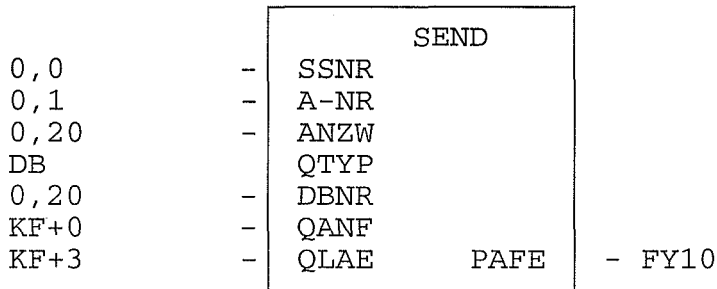 SEND
0,0 - SSNR
0,1 - A-NR
0,20 - ANZW
DB QTYP
0,20 - DBNR
KF+0 - QANF
KF+3 - QLAE PAFE - FY10